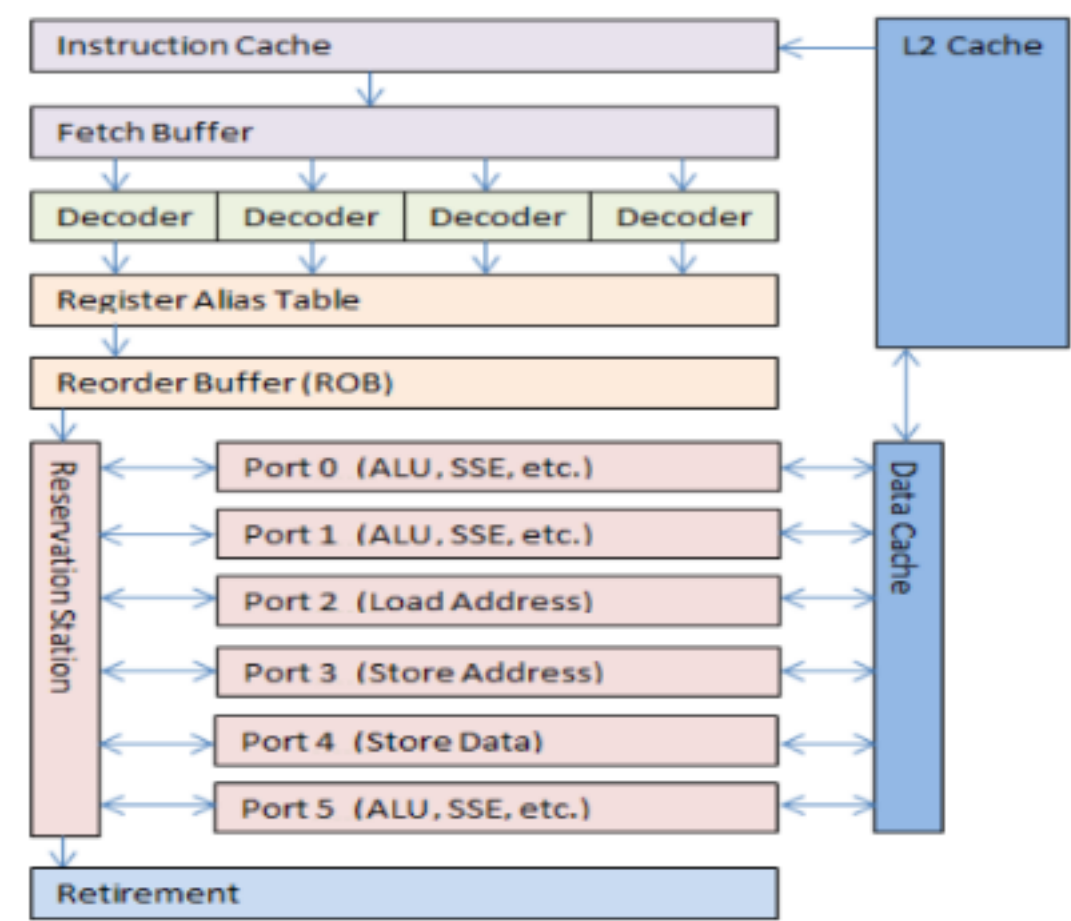 Instruction Cache
L2 Cache
Fetch Buffer
Decoder
Decoder
Decoder
Decoder
Register Alias Table
Reorder Buffer (ROB)
Reservation Station
Port 0 (ALU, SSE, etc.)
Port 1 (ALU, SSE, etc.)
Port 2 (Load Address)
Port 3 (Store Address)
Port 4 (Store Data)
Port 5 (ALU, SSE, etc.)
Data Cache
Retirement